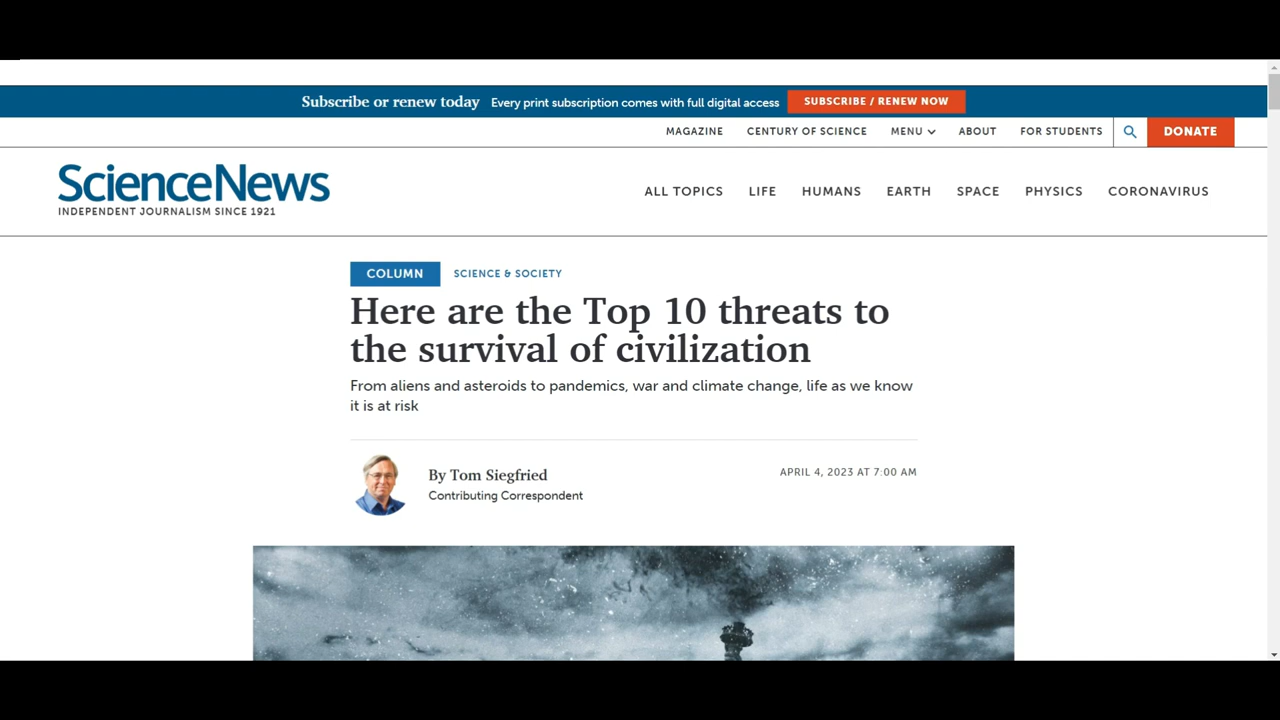 Subscribe or renew today Every print subscription comes with full digital access SUBSCRIBE / RENEW NOW
MAGAZINE CENTURY OF SCIENCE MENU ABOUT FOR STUDENTS DONATE
ScienceNews
INDEPENDENT JOURNALISM SINCE 1921
ALL TOPICS LIFE HUMANS EARTH SPACE PHYSICS CORONAVIRUS
COLUMN SCIENCE & SOCIETY
Here are the Top 10 threats to
the survival of civilization
From aliens and asteroids to pandemics, war and climate change, life as we know
it is at risk
By Tom Siegfried
Contributing Correspondent
APRIL 4, 2023 AT 7:00 AM